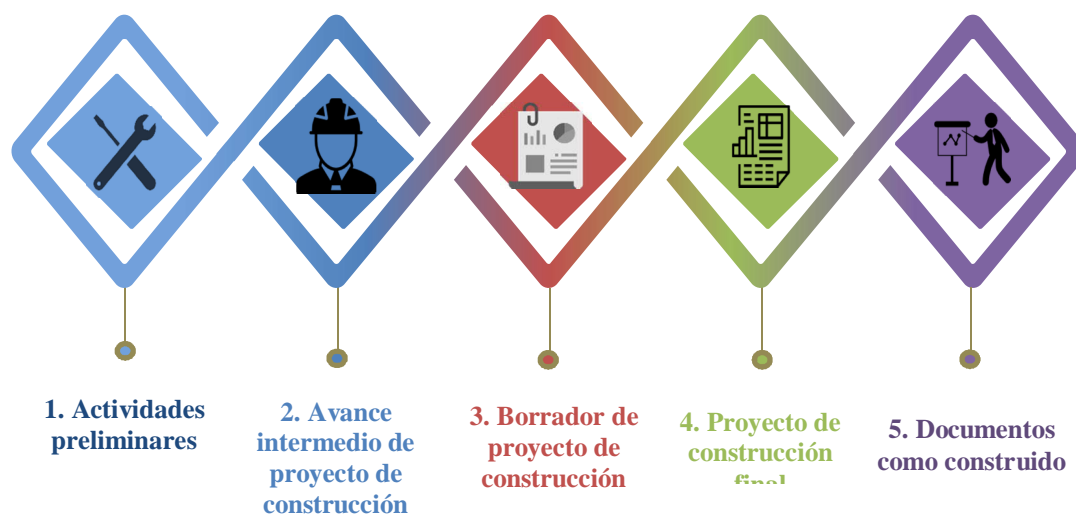 1. Actividades
preliminares
2. Avance
intermedio de
proyecto de
construcción
3. Borrador de
proyecto de
construcción
4. Proyecto de
construcción
final
5. Documentos
como construido